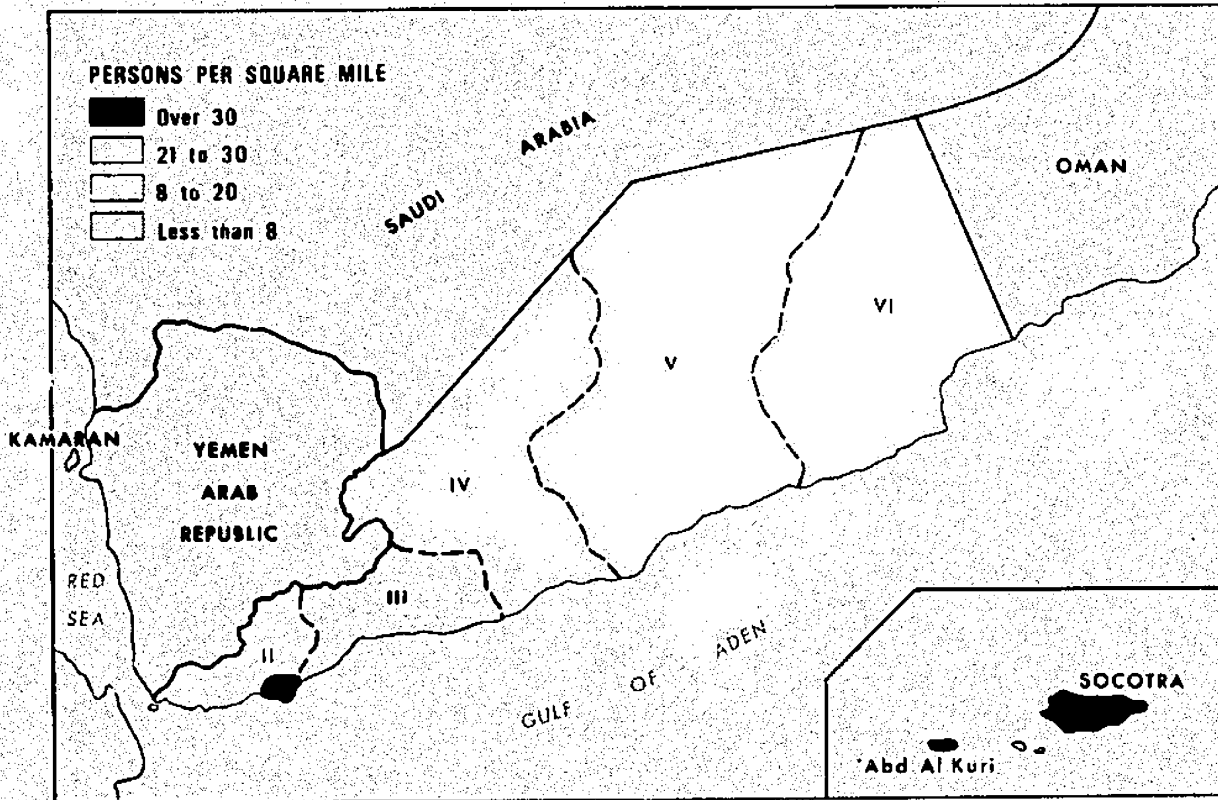 PERSONS PER SQUARE MILE
Over 30
21 to 30
8 to 20
Less than 8
SAUDI ARABIA
OMAN
VI
V
KAMARAN
YEMEN
ARAB
REPUBLIC
IV
RED
SEA
III
II
GULF OF ADEN
SOCOTRA
'Abd Al Kuri